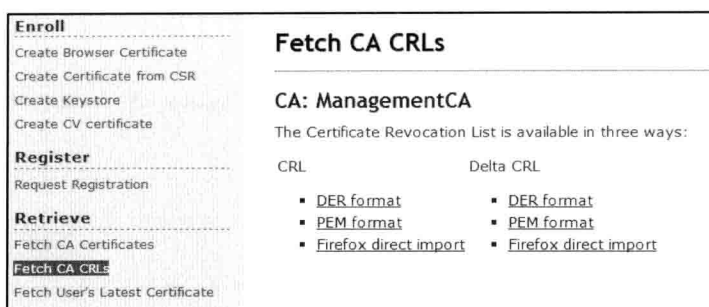 Enroll
Create Browser Certificate
Create Certificate from CSR
Create Keystore
Create CV certificate
Register
Request Registration
Retrieve
Fetch CA Certificates
Fetch CA CRLs
Fetch User's Latest Certificate
Fetch CA CRLs
CA: ManagementCA
The Certificate Revocation List is available in three ways:
CRL Delta CRL
▪ DER format ▪ DER format
▪ PEM format ▪ PEM format
▪ Firefox direct import ▪ Firefox direct import